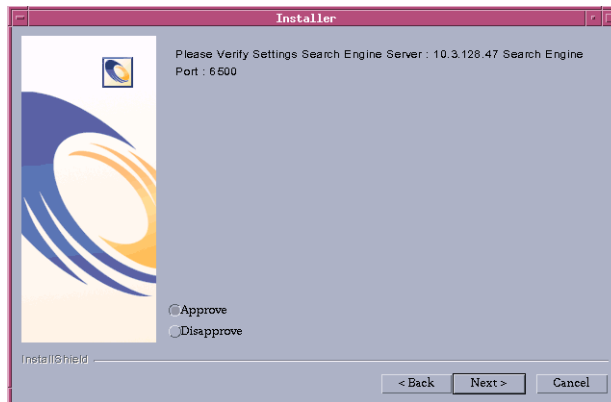 Installer
Please Verify Settings Search Engine Server : 10.3.128.47 Search Engine
Port : 6500
Approve
Disapprove
InstallShield
< Back Next > Cancel